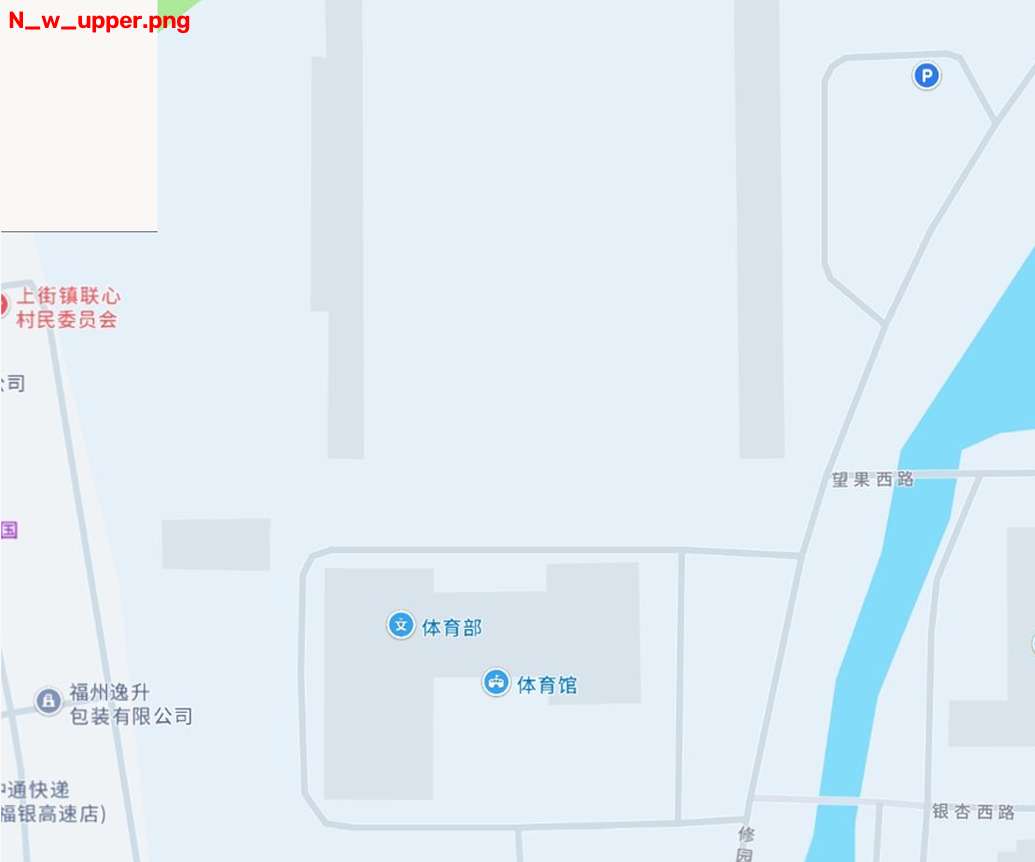 N_w_upper.png
P
上街镇联心
村民委员会
公司
国
望果西路
文
体育部
体育馆
福州逸升
包装有限公司
中通快递
福银高速店)
银杏西路
修
园